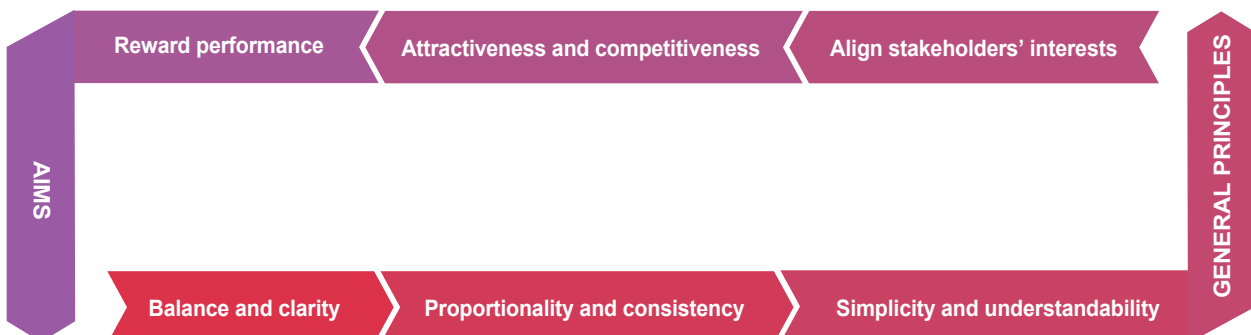 Reward performance
Attractiveness and competitiveness
Align stakeholders’ interests
AIMS
GENERAL PRINCIPLES
Balance and clarity
Proportionality and consistency
Simplicity and understandability